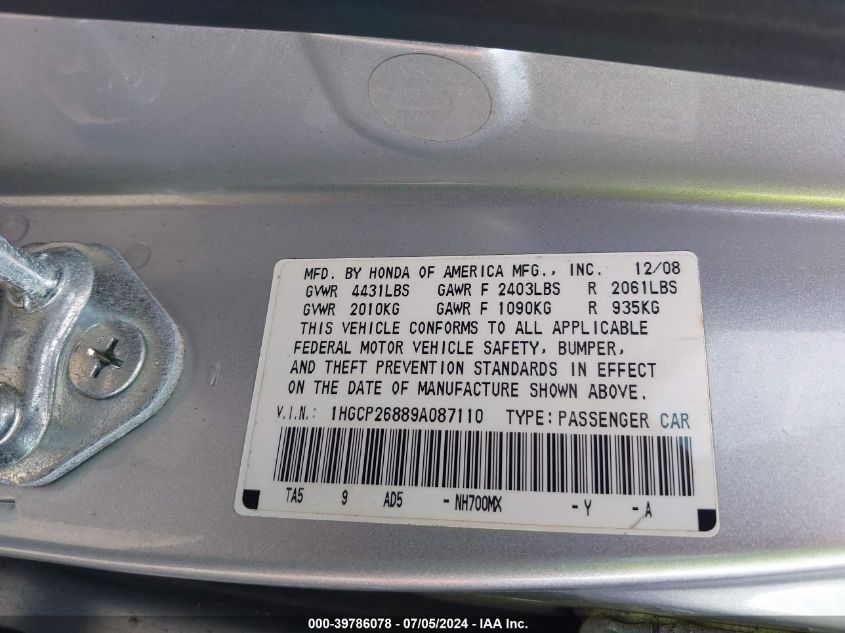 MFD. BY HONDA OF AMERICA MFG., INC. 12/08
GVWR 4431LBS GAWR F 2403LBS R 2061LBS
GVWR 2010KG GAWR F 1090KG R 935KG
THIS VEHICLE CONFORMS TO ALL APPLICABLE
FEDERAL MOTOR VEHICLE SAFETY, BUMPER,
AND THEFT PREVENTION STANDARDS IN EFFECT
ON THE DATE OF MANUFACTURE SHOWN ABOVE.
V.I.N.: 1HGCP26889A087110 TYPE: PASSENGER CAR
TA5 9 AD5 - NH700MX - Y - A
000-39786078 - 07/05/2024 - IAA Inc.